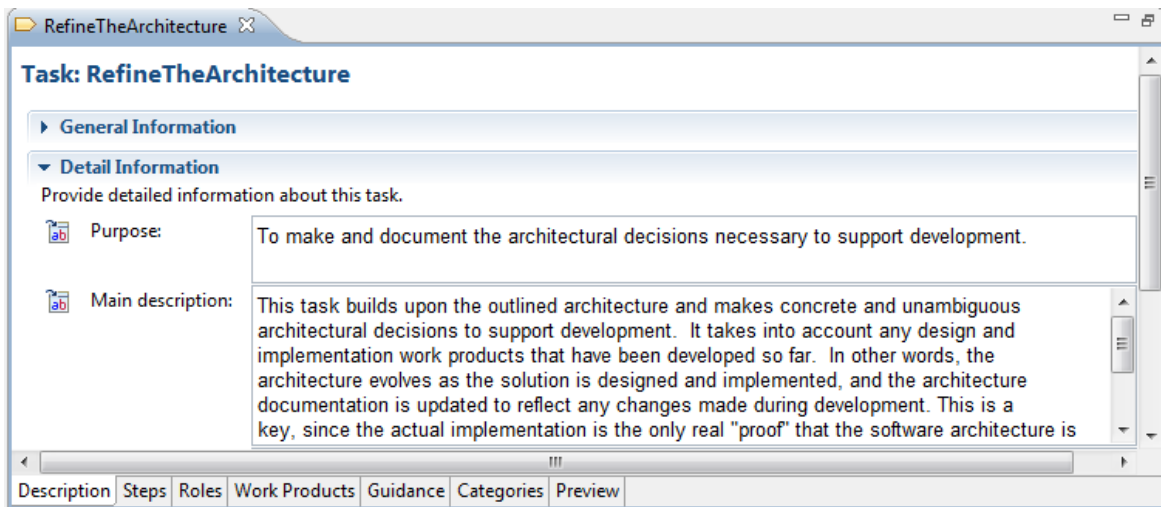 RefineTheArchitecture
Task: RefineTheArchitecture
General Information
Detail Information
Provide detailed information about this task.
Purpose:
To make and document the architectural decisions necessary to support development.
Main description:
This task builds upon the outlined architecture and makes concrete and unambiguous
architectural decisions to support development.  It takes into account any design and
implementation work products that have been developed so far.  In other words, the
architecture evolves as the solution is designed and implemented, and the architecture
documentation is updated to reflect any changes made during development. This is a
key, since the actual implementation is the only real "proof" that the software architecture is
Description Steps Roles Work Products Guidance Categories Preview